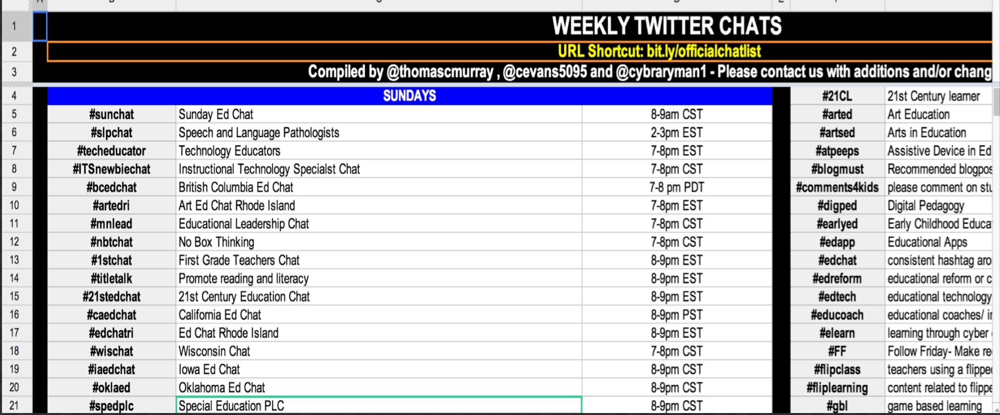 1 WEEKLY TWITTER CHATS
2 URL Shortcut: bit.ly/officialchatlist
3 Compiled by @thomascmurray , @cevans5095 and @cybraryman1 - Please contact us with additions and/or chang
4 SUNDAYS #21CL 21st Century learner
5 #sunchat Sunday Ed Chat 8-9am CST #arted Art Education
6 #slpchat Speech and Language Pathologists 2-3pm EST #artsed Arts in Education
7 #techeducator Technology Educators 7-8pm EST #atpeeps Assistive Device in Ed
8 #ITSnewbiechat Instructional Technology Specialst Chat 7-8pm CST #blogmust Recommended blogpos
9 #bcedchat British Columbia Ed Chat 7-8 pm PDT #comments4kids please comment on stu
10 #artedri Art Ed Chat Rhode Island 7-8pm EST #digped Digital Pedagogy
11 #mnlead Educational Leadership Chat 7-8pm CST #earlyed Early Childhood Educa
12 #nbtchat No Box Thinking 7-8pm CST #edapp Educational Apps
13 #1stchat First Grade Teachers Chat 8-9pm EST #edchat consistent hashtag aro
14 #titletalk Promote reading and literacy 8-9pm EST #edreform educational reform or c
15 #21stedchat 21st Century Education Chat 8-9pm EST #edtech educational technology
16 #caedchat California Ed Chat 8-9pm PST #educoach educational coaches/ i
17 #edchatri Ed Chat Rhode Island 8-9pm EST #elearn learning through cyber
18 #wischat Wisconsin Chat 7-8pm CST #FF Follow Friday- Make re
19 #iaedchat Iowa Ed Chat 8-9pm CST #flipclass teachers using a flippe
20 #oklaed Oklahoma Ed Chat 8-9pm CST #fliplearning content related to flippe
21 #spedplc Special Education PLC 8-9pm CST #gbl game based learning